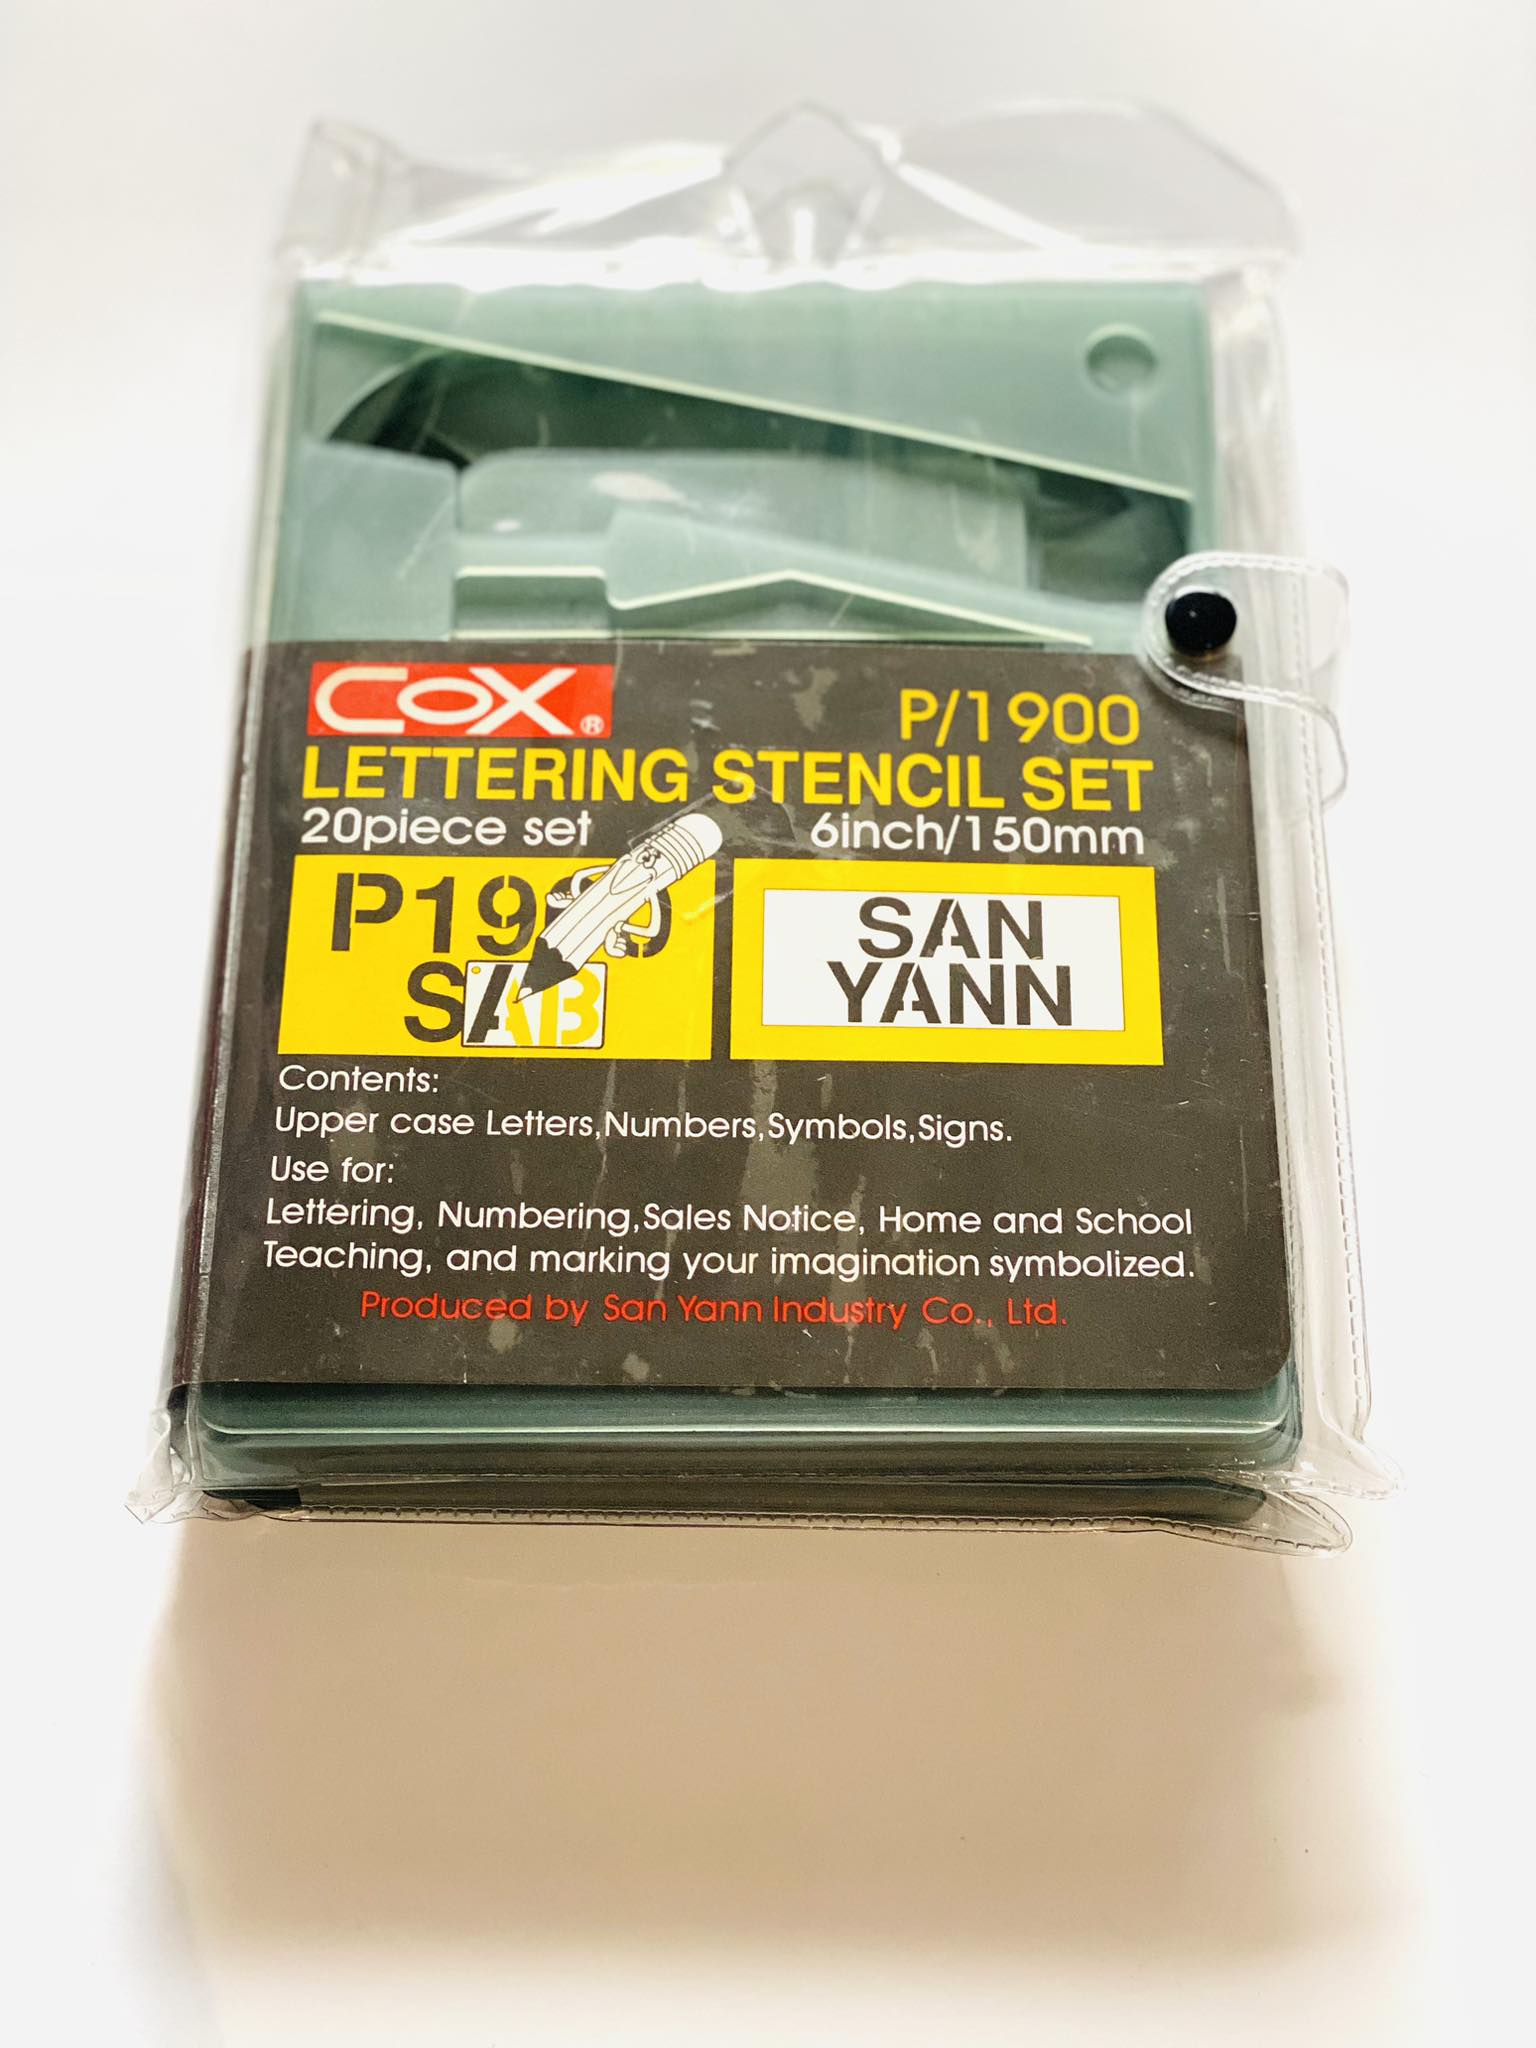 COX®
P/1900
LETTERING STENCIL SET
20piece set
6inch/150mm
P1900
SAB
SAN
YANN
Contents:
Upper case Letters,Numbers,Symbols,Signs.
Use for:
Lettering, Numbering,Sales Notice, Home and School
Teaching, and marking your imagination symbolized.
Produced by San Yann Industry Co., Ltd.